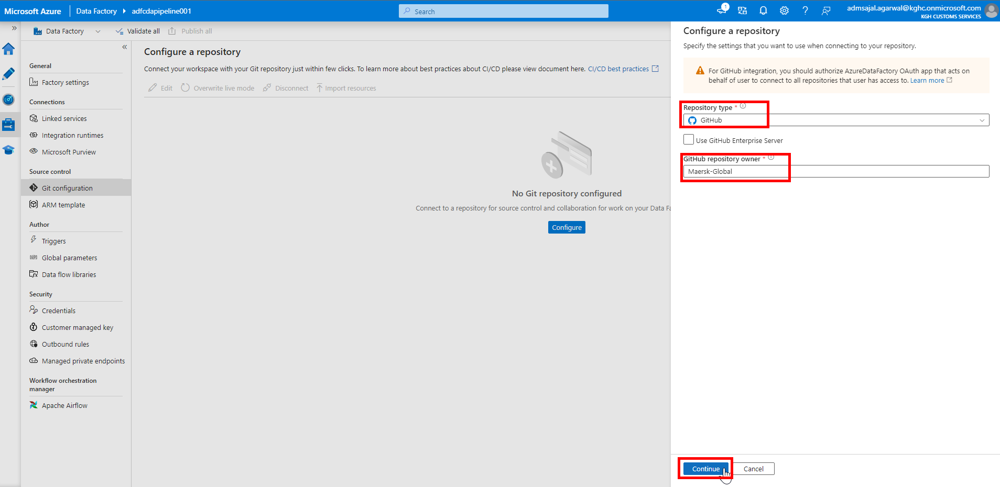 Microsoft Azure
Data Factory
adfcdapipeline001
Search
1
admsajal.agarwal@kghc.onmicrosoft.com
KGH CUSTOMS SERVICES
Data Factory
Validate all
Publish all
General
Factory settings
Connections
Linked services
Integration runtimes
Microsoft Purview
Source control
Git configuration
ARM template
Author
Triggers
Global parameters
Data flow libraries
Security
Credentials
Customer managed key
Outbound rules
Managed private endpoints
Workflow orchestration
manager
Apache Airflow
Configure a repository
Connect your workspace with your Git repository just within few clicks. To learn more about best practices about CI/CD please view document here. CI/CD best practices
Edit
Overwrite live mode
Disconnect
Import resources
No Git repository configured
Connect to a repository for source control and collaboration for work on your Data Fa
Configure
Configure a repository
Specify the settings that you want to use when connecting to your repository.
For GitHub integration, you should authorize AzureDataFactory OAuth app that acts on
behalf of user to connect to all repositories that user has access to. Learn more
Repository type *
GitHub
Use GitHub Enterprise Server
GitHub repository owner *
Maersk-Global
Continue
Cancel